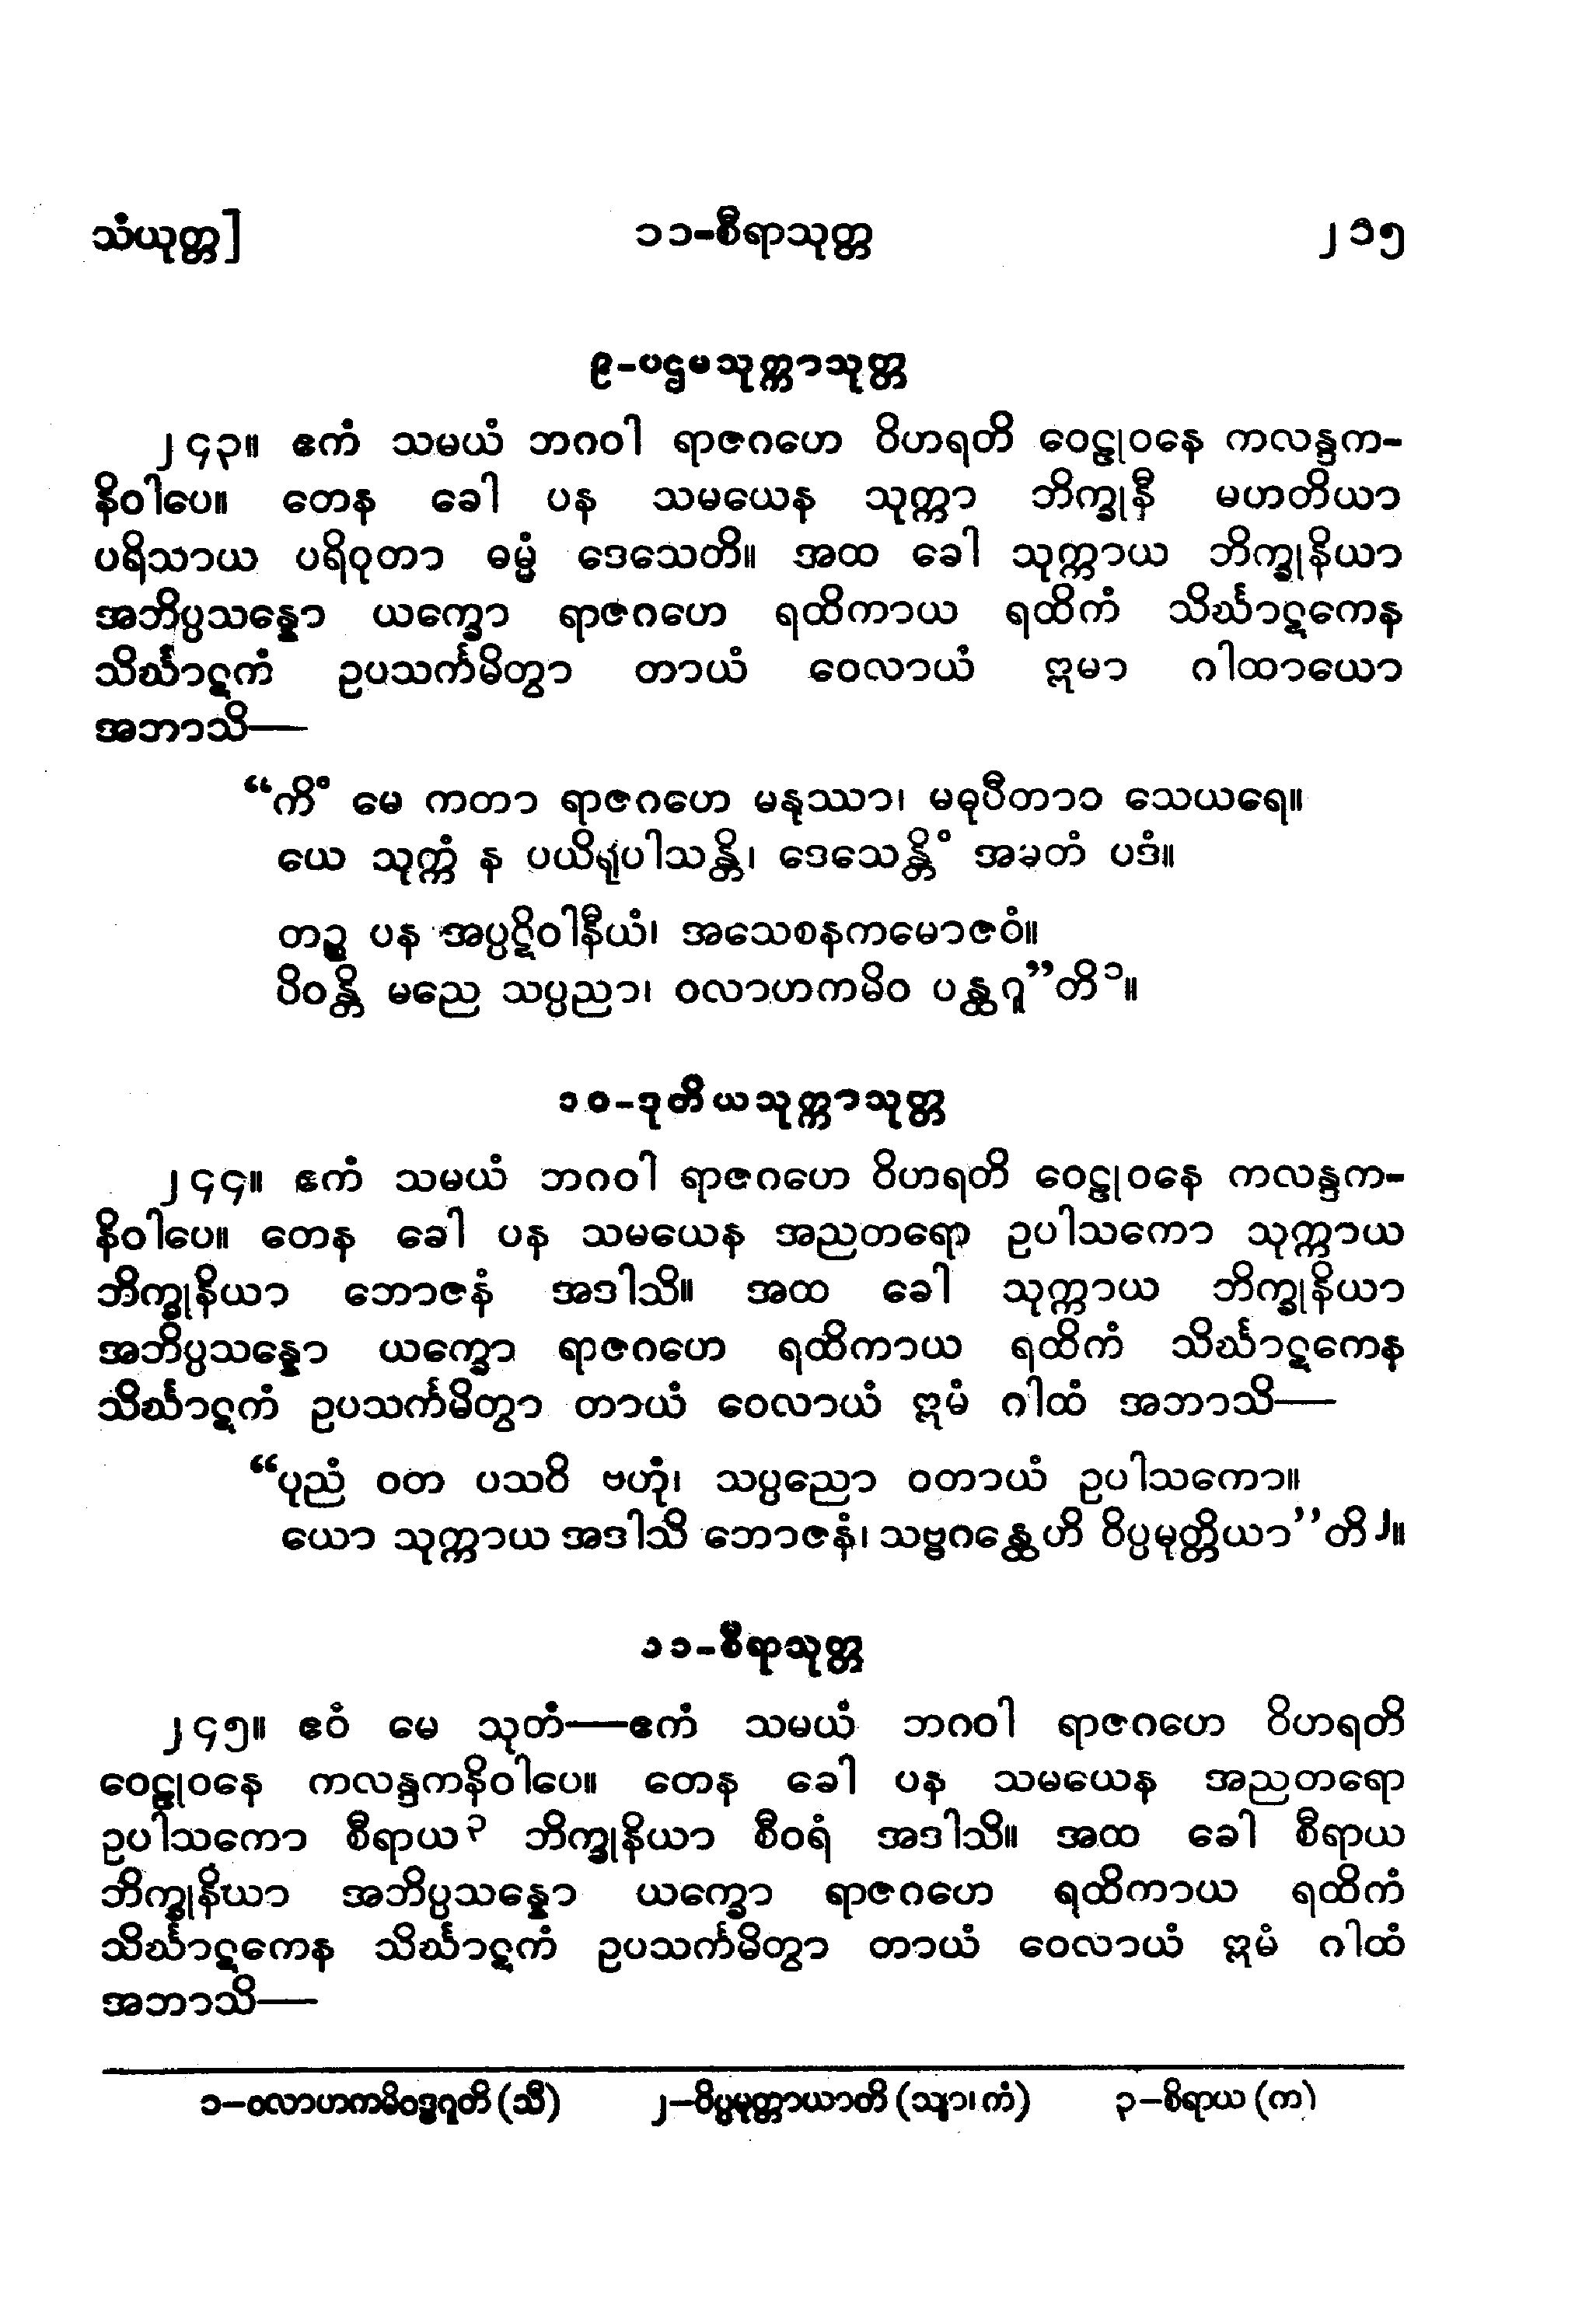 သံယုတ္တ] ၁၁-စီရာသုတ္တ ၂၁၅
၉-ပဌမသုက္ကာသုတ္တ
၂၄၃။ ဧကံ သမယံ ဘဂဝါ ရာဇဂဟေ ဝိဟရတိ ဝေဠုဝနေ ကလန္ဒက-
နိဝါပေ။ တေန ခေါ ပန သမယေန သုက္ကာ ဘိက္ခုနီ မဟတိယာ
ပရိသာယ ပရိဝုတာ ဓမ္မံ ဒေသေတိ။ အထ ခေါ သုက္ကာယ ဘိက္ခုနိယာ
အဘိပ္ပသန္နော ယက္ခော ရာဇဂဟေ ရထိကာယ ရထိကံ သိင်္ဃာဋကေန
သိင်္ဃာဋကံ ဥပသင်္ကမိတွာ တာယံ ဝေလာယံ ဣမာ ဂါထာယော
အဘာသိ—
“ကိံ မေ ကတာ ရာဇဂဟေ မနုဿာ၊ မဓုပီတာဝ သေယရေ။
ယေ သုက္ကံ န ပယိရုပါသန္တိ၊ ဒေသေန္တိံ အမတံ ပဒံ။
တဉ္စ ပန အပ္ပဋိဝါနီယံ၊ အသေစနကမောဇဝံ။
ပိဝန္တိ မညေ သပ္ပညာ၊ ဝလာဟကမိဝ ပန္ထဂူ”တိ၁။
၁၀-ဒုတိယသုက္ကာသုတ္တ
၂၄၄။ ဧကံ သမယံ ဘဂဝါ ရာဇဂဟေ ဝိဟရတိ ဝေဠုဝနေ ကလန္ဒက-
နိဝါပေ။ တေန ခေါ ပန သမယေန အညတရော ဥပါသကော သုက္ကာယ
ဘိက္ခုနိယာ ဘောဇနံ အဒါသိ။ အထ ခေါ သုက္ကာယ ဘိက္ခုနိယာ
အဘိပ္ပသန္နော ယက္ခော ရာဇဂဟေ ရထိကာယ ရထိကံ သိင်္ဃာဋကေန
သိင်္ဃာဋကံ ဥပသင်္ကမိတွာ တာယံ ဝေလာယံ ဣမံ ဂါထံ အဘာသိ—
“ပုညံ ဝတ ပသဝိ ဗဟုံ၊ သပ္ပညော ဝတာယံ ဥပါသကော။
ယော သုက္ကာယ အဒါသိ ဘောဇနံ၊ သဗ္ဗဂန္ထေဟိ ဝိပ္ပမုတ္တိယာ”တိ၂။
၁၁-စီရာသုတ္တ
၂၄၅။ ဧဝံ မေ သုတံ—ဧကံ သမယံ ဘဂဝါ ရာဇဂဟေ ဝိဟရတိ
ဝေဠုဝနေ ကလန္ဒကနိဝါပေ။ တေန ခေါ ပန သမယေန အညတရော
ဥပါသကော စီရာယ၃ ဘိက္ခုနိယာ စီဝရံ အဒါသိ။ အထ ခေါ စီရာယ
ဘိက္ခုနိယာ အဘိပ္ပသန္နော ယက္ခော ရာဇဂဟေ ရထိကာယ ရထိကံ
သိင်္ဃာဋကေန သိင်္ဃာဋကံ ဥပသင်္ကမိတွာ တာယံ ဝေလာယံ ဣမံ ဂါထံ
အဘာသိ—
၁–ဝလာဟကမိဝဒ္ဓဂူတိ (သီ) ၂–ဝိပ္ပမုတ္တာယာတိ (သျာ၊ ကံ) ၃–စိရာယ (က)